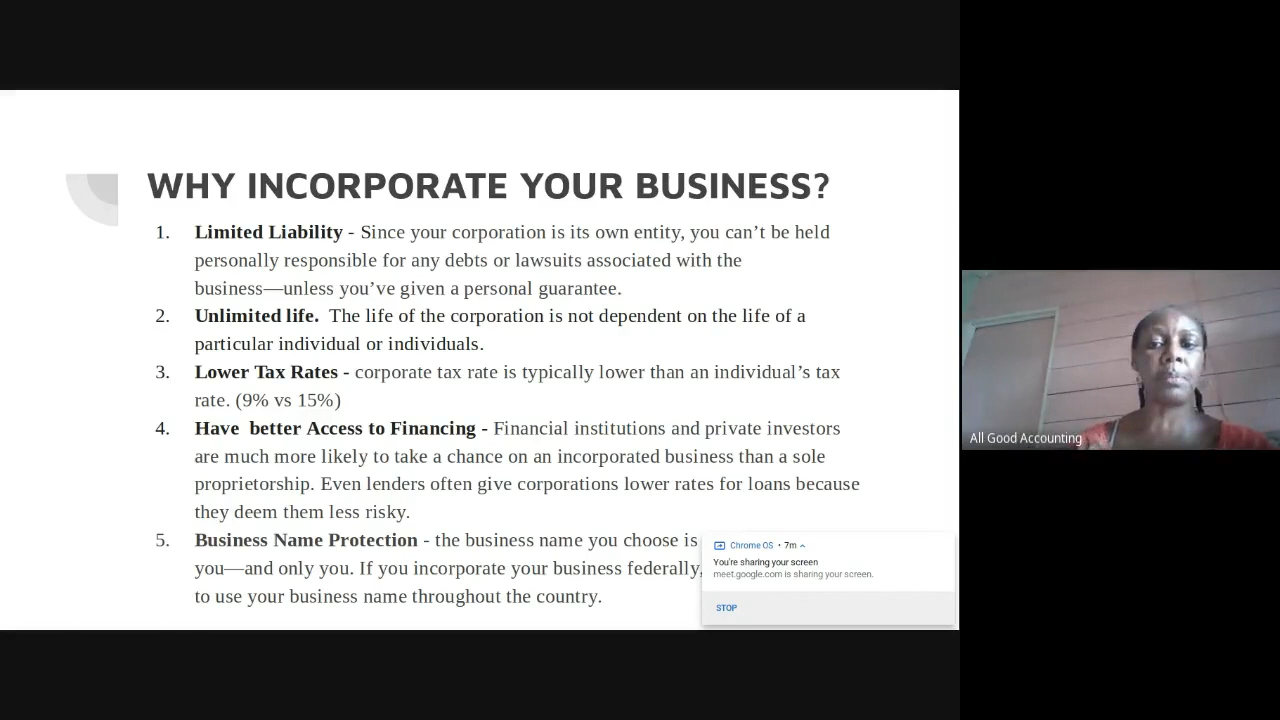 WHY INCORPORATE YOUR BUSINESS?
1. Limited Liability - Since your corporation is its own entity, you can’t be held
personally responsible for any debts or lawsuits associated with the
business—unless you’ve given a personal guarantee.
2. Unlimited life.  The life of the corporation is not dependent on the life of a
particular individual or individuals.
3. Lower Tax Rates - corporate tax rate is typically lower than an individual’s tax
rate. (9% vs 15%)
4. Have  better Access to Financing - Financial institutions and private investors
are much more likely to take a chance on an incorporated business than a sole
proprietorship. Even lenders often give corporations lower rates for loans because
they deem them less risky.
5. Business Name Protection - the business name you choose is
you—and only you. If you incorporate your business federally,
to use your business name throughout the country.
Chrome OS • 7m
You're sharing your screen
meet.google.com is sharing your screen.
STOP
All Good Accounting